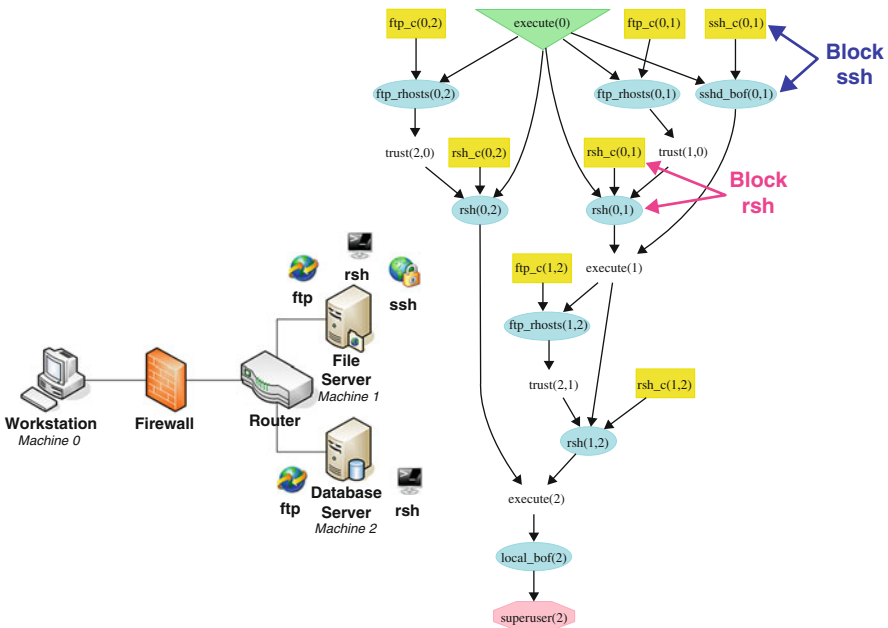 ftp_c(0,2)
execute(0)
ftp_c(0,1)
ssh_c(0,1)
Block
ssh
ftp_rhosts(0,2)
ftp_rhosts(0,1)
sshd_bof(0,1)
trust(2,0)
rsh_c(0,2)
rsh_c(0,1)
trust(1,0)
Block
rsh
rsh(0,2)
rsh(0,1)
ftp_c(1,2)
execute(1)
ftp_rhosts(1,2)
trust(2,1)
rsh_c(1,2)
rsh(1,2)
execute(2)
local_bof(2)
superuser(2)
rsh
ftp
ssh
File
Server
Machine 1
Workstation
Machine 0
Firewall
Router
ftp
Database
Server
Machine 2
rsh